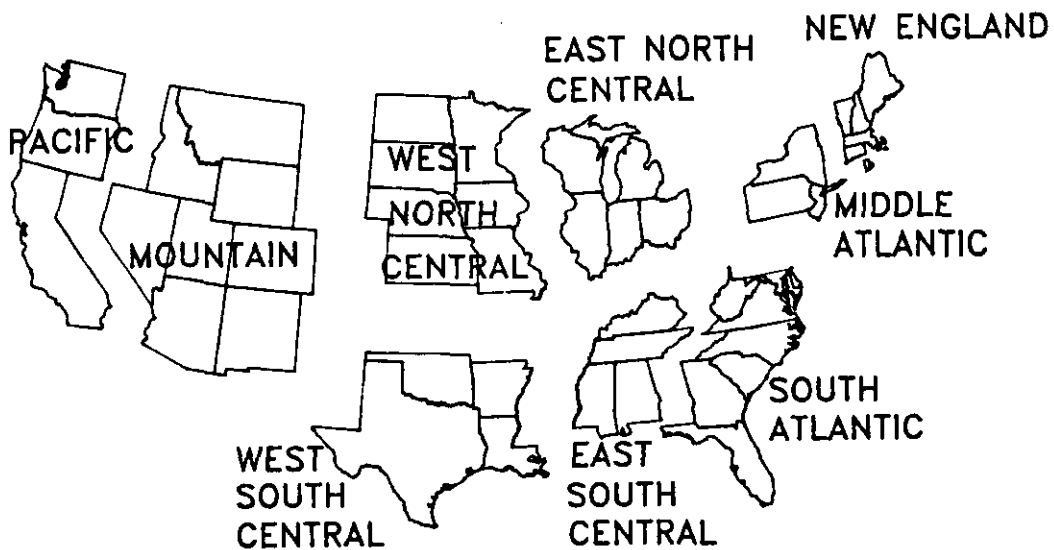 NEW ENGLAND
EAST NORTH
CENTRAL
PACIFIC
WEST
NORTH
CENTRAL
MOUNTAIN
MIDDLE
ATLANTIC
SOUTH
ATLANTIC
WEST
SOUTH
CENTRAL
EAST
SOUTH
CENTRAL